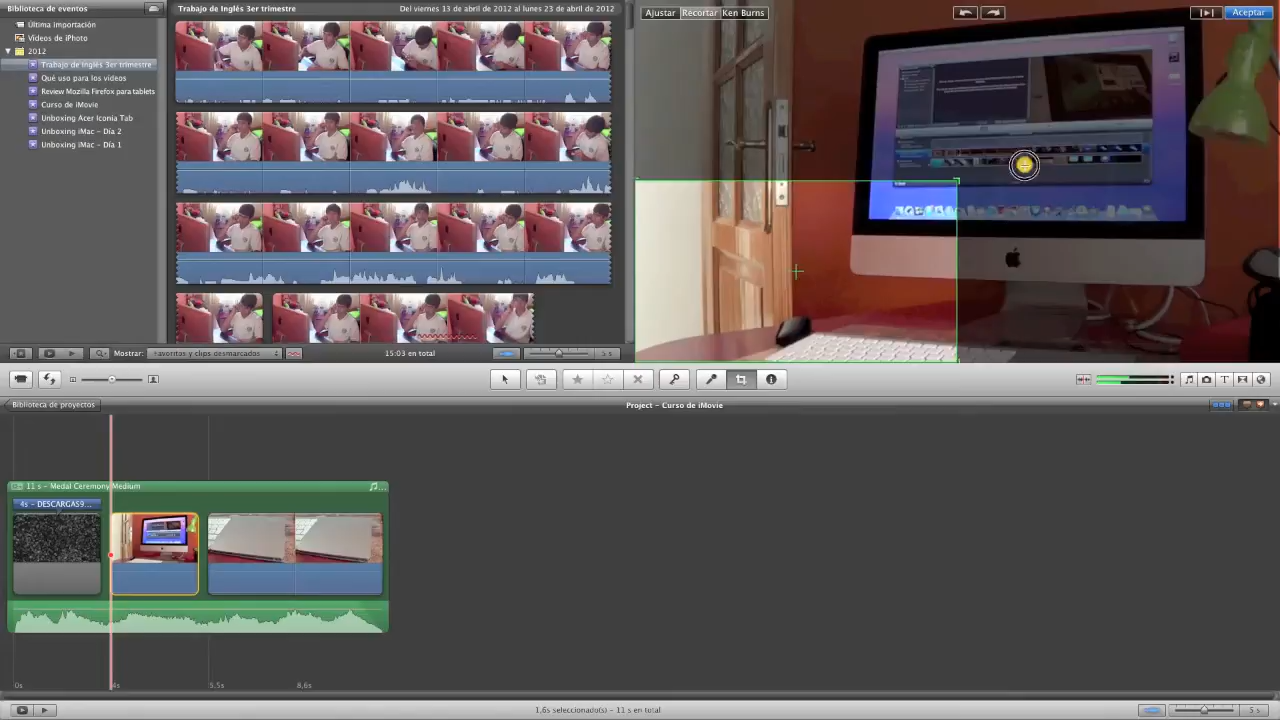 Biblioteca de eventos
Última importación
Vídeos de iPhoto
2012
Trabajo de Inglés 3er trimestre
Qué uso para los vídeos
Review Mozilla Firefox para tablets
Curso de iMovie
Unboxing Acer Iconia Tab
Unboxing iMac - Día 2
Unboxing iMac - Día 1
Trabajo de Inglés 3er trimestre
Del viernes 13 de abril de 2012 al lunes 23 de abril de 2012
Ajustar Recortar Ken Burns
Aceptar
Mostrar: Favoritos y clips desmarcados
15:03 en total
5 s
Biblioteca de proyectos
Project - Curso de iMovie
11 s - Medal Ceremony Medium
4s - DESCARGAS9...
0s
4s
5,5s
8,6s
1,6s seleccionado(s) - 11 s en total
5 s